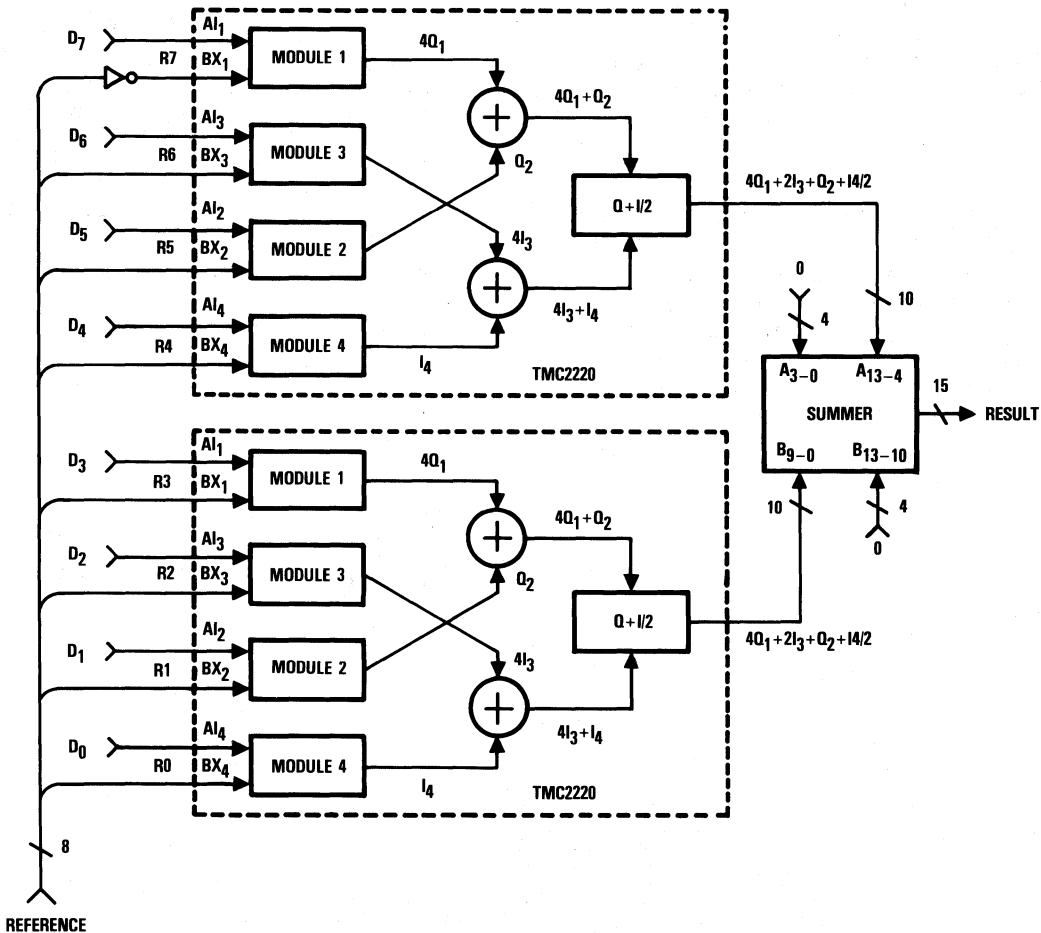 D7
AI1
R7 BX1
MODULE 1
4Q1
D6
AI3
R6 BX3
MODULE 3
Q2
4Q1+Q2
D5
AI2
R5 BX2
MODULE 2
4I3
Q+I/2
4Q1+2I3+Q2+I4/2
D4
AI4
R4 BX4
MODULE 4
I4
4I3+I4
TMC2220
0
4
10
A3–0 A13–4
SUMMER
B9–0 B13–10
15
RESULT
10
4
0
D3
AI1
R3 BX1
MODULE 1
4Q1
D2
AI3
R2 BX3
MODULE 3
Q2
4Q1+Q2
D1
AI2
R1 BX2
MODULE 2
4I3
Q+I/2
4Q1+2I3+Q2+I4/2
D0
AI4
R0 BX4
MODULE 4
I4
4I3+I4
TMC2220
8
REFERENCE